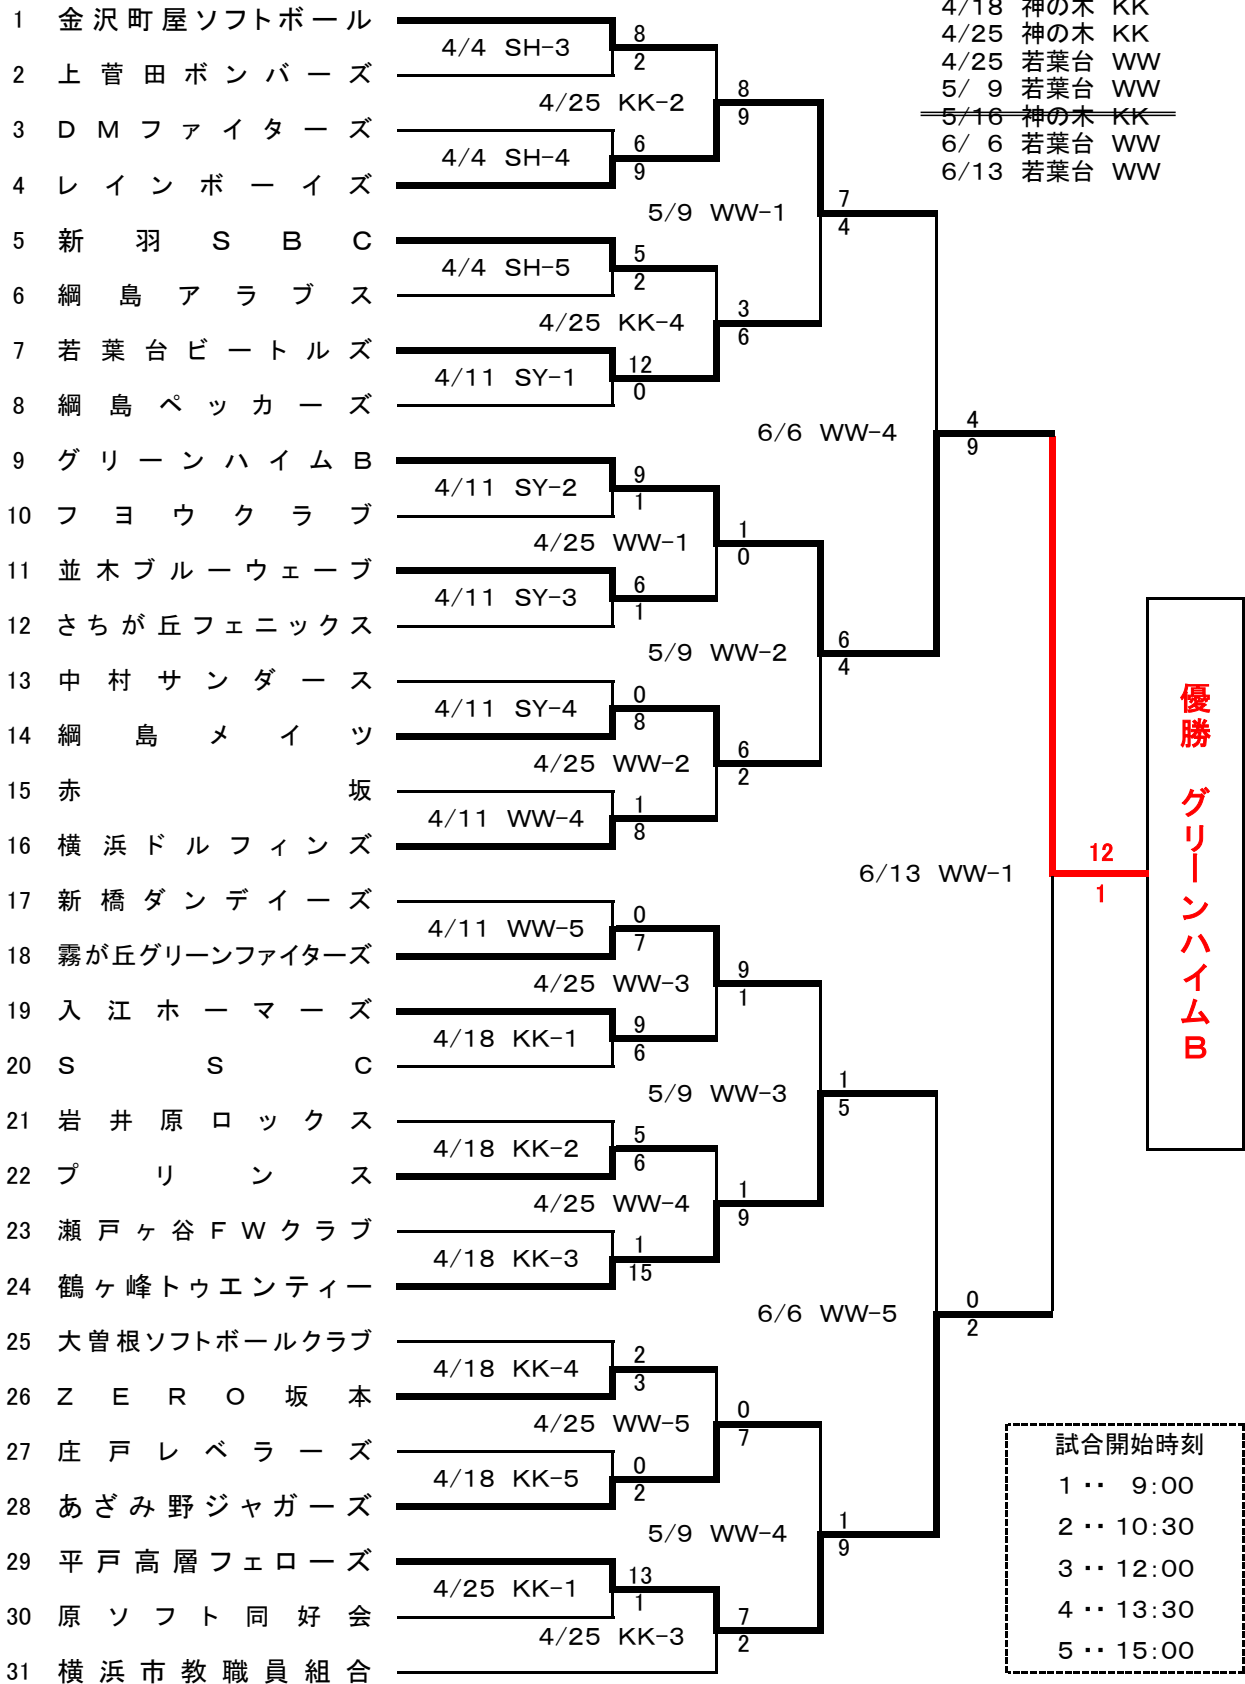 4/18 神の木 KK
4/25 神の木 KK
4/25 若葉台 WW
5/ 9 若葉台 WW
5/16 神の木 KK
6/ 6 若葉台 WW
6/13 若葉台 WW
1 金沢町屋ソフトボール
4/4 SH-3
8
2
2 上菅田ボンバーズ
4/25 KK-2
8
9
3 DMファイターズ
4/4 SH-4
6
9
4 レインボーイズ
5/9 WW-1
7
4
5 新羽SBC
4/4 SH-5
5
2
6 綱島アラブス
4/25 KK-4
3
6
7 若葉台ビートルズ
4/11 SY-1
12
0
8 綱島ペッカーズ
6/6 WW-4
4
9
9 グリーンハイムB
4/11 SY-2
9
1
10 フヨウクラブ
4/25 WW-1
1
0
11 並木ブルーウェーブ
4/11 SY-3
6
1
12 さちが丘フェニックス
5/9 WW-2
6
4
13 中村サンダース
4/11 SY-4
0
8
14 綱島メイツ
4/25 WW-2
6
2
15 赤坂
4/11 WW-4
1
8
16 横浜ドルフィンズ
6/13 WW-1
12
1
優勝 グリーンハイムB
17 新橋ダンデイーズ
4/11 WW-5
0
7
18 霧が丘グリーンファイターズ
4/25 WW-3
9
1
19 入江ホーマーズ
4/18 KK-1
9
6
20 SSC
5/9 WW-3
1
5
21 岩井原ロックス
4/18 KK-2
5
6
22 プリンス
4/25 WW-4
1
9
23 瀬戸ヶ谷FWクラブ
4/18 KK-3
1
15
24 鶴ヶ峰トゥエンティー
6/6 WW-5
0
2
25 大曽根ソフトボールクラブ
4/18 KK-4
2
3
26 ZERO坂本
4/25 WW-5
0
7
27 庄戸レベラーズ
4/18 KK-5
0
2
28 あざみ野ジャガーズ
5/9 WW-4
1
9
29 平戸高層フェローズ
4/25 KK-1
13
1
30 原ソフト同好会
4/25 KK-3
7
2
31 横浜市教職員組合
試合開始時刻
1 ‥ 9:00
2 ‥ 10:30
3 ‥ 12:00
4 ‥ 13:30
5 ‥ 15:00